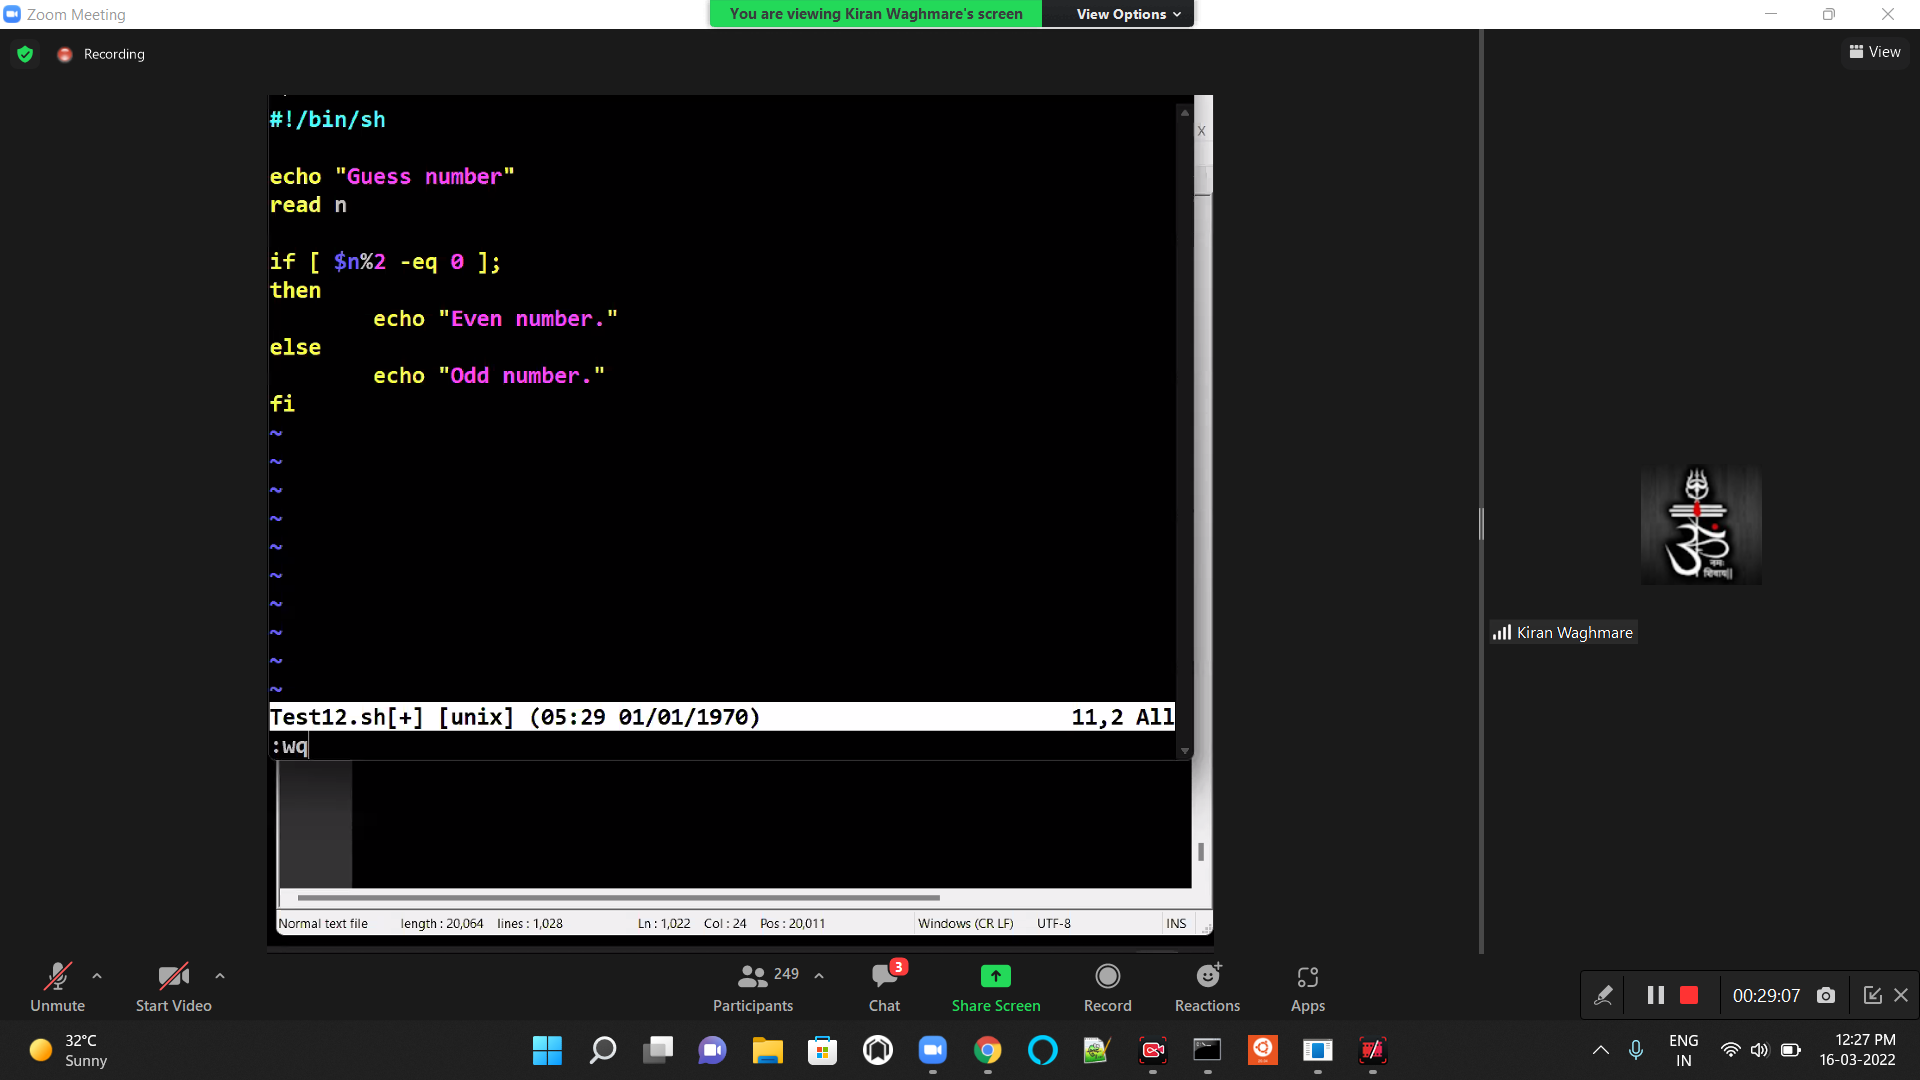 Zoom Meeting
You are viewing Kiran Waghmare's screen
View Options
Recording
View
#!/bin/sh
echo "Guess number"
read n
if [ $n%2 -eq 0 ];
then
echo "Even number."
else
echo "Odd number."
fi
~
~
~
~
~
~
~
~
~
~
Test12.sh[+] [unix] (05:29 01/01/1970) 11,2 All
:wq
X
नमः
शिवाय||
Kiran Waghmare
Normal text file length : 20,064 lines : 1,028 Ln : 1,022 Col : 24 Pos : 20,011 Windows (CR LF) UTF-8 INS
Unmute
Start Video
249
Participants
3
Chat
Share Screen
Record
Reactions
Apps
00:29:07
32°C
Sunny
ENG
IN
12:27 PM
16-03-2022